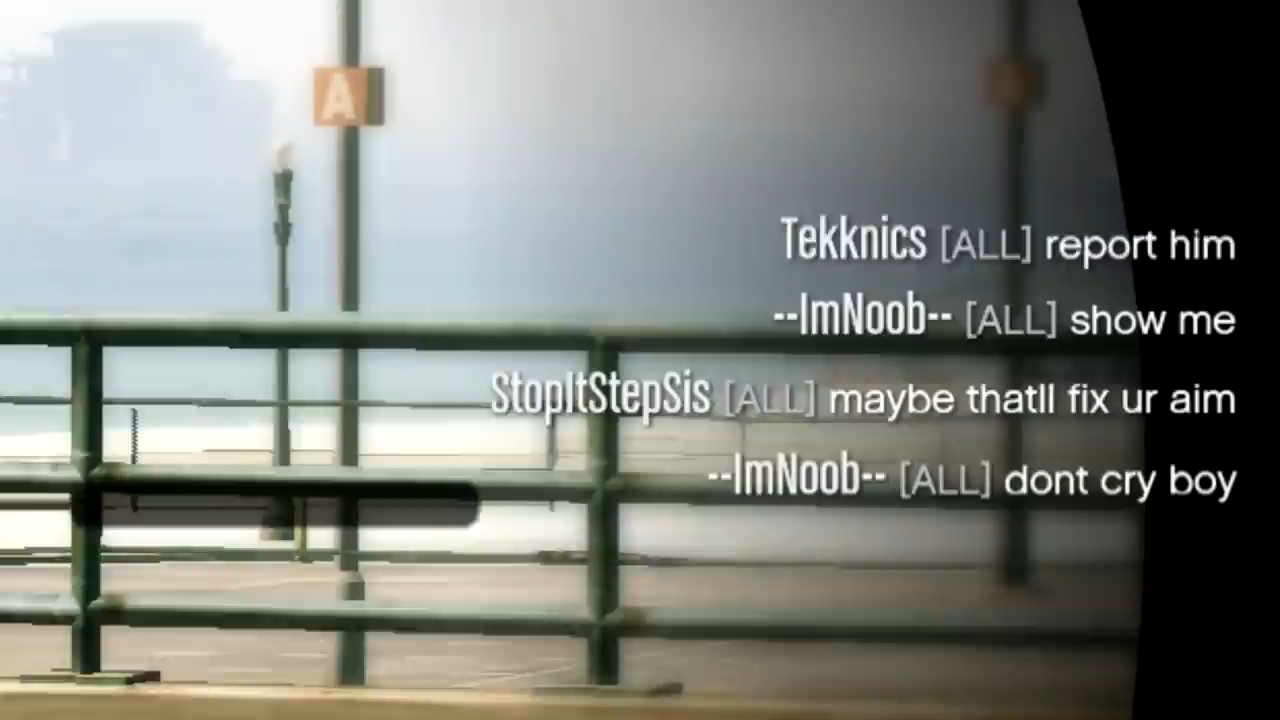 A
Tekknics [ALL] report him
--ImNoob-- [ALL] show me
StopItStepSis [ALL] maybe thatll fix ur aim
--ImNoob-- [ALL] dont cry boy